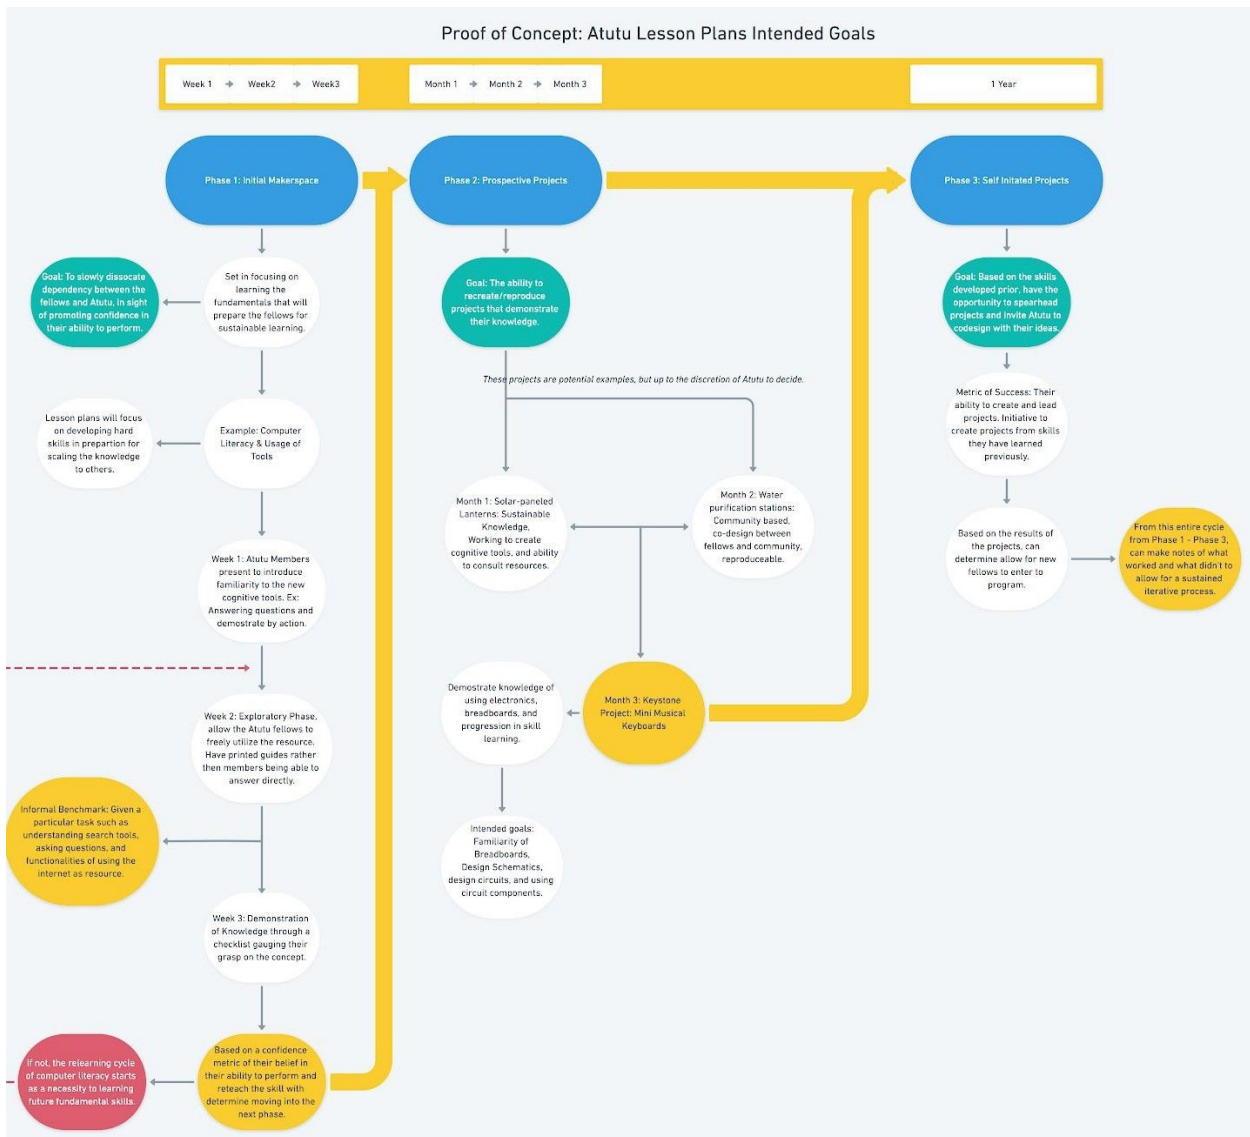 Proof of Concept: Atutu Lesson Plans Intended Goals
Week 1
Week2
Week3
Month 1
Month 2
Month 3
1 Year
Phase 1: Initial Makerspace
Goal: To slowly dissocate
dependency between the
fellows and Atutu, in sight
of promoting confidence in
their ability to perform.
Set in focusing on
learning the
fundamentals that will
prepare the fellows for
sustainable learning.
Lesson plans will focus
on developing hard
skills in prepartion for
scaling the knowledge
to others.
Example: Computer
Literacy & Usage of
Tools
Week 1: Atutu Members
present to introduce
familiarity to the new
cognitive tools. Ex:
Answering questions and
demostrate by action.
Week 2: Exploratory Phase,
allow the Atutu fellows to
freely utilize the resource.
Have printed guides rather
then members being able to
answer directly.
Informal Benchmark: Given a
particular task such as
understanding search tools,
asking questions, and
functionalities of using the
internet as resource.
Week 3: Demonstration
of Knowledge through a
checklist gauging their
grasp on the concept.
Based on a confidence
metric of their belief in
their ability to perform and
reteach the skill with
determine moving into the
next phase.
If not, the relearning cycle
of computer literacy starts
as a necessity to learning
future fundamental skills.
Phase 2: Prospective Projects
Goal: The ability to
recreate/reproduce
projects that demonstrate
their knowledge.
These projects are potential examples, but up to the discretion of Atutu to decide.
Month 1: Solar-paneled
Lanterns: Sustainable
Knowledge,
Working to create
cognitive tools, and ability
to consult resources.
Month 2: Water
purification stations:
Community based,
co-design between
fellows and community,
reproduceable.
Month 3: Keystone
Project: Mini Musical
Keyboards
Demostrate knowledge of
using electronics,
breadboards, and
progression in skill
learning.
Intended goals:
Familiarity of
Breadboards,
Design Schematics,
design circuits, and using
circuit components.
Phase 3: Self Initated Projects
Goal: Based on the skills
developed prior, have the
opportunity to spearhead
projects and invite Atutu to
codesign with their ideas.
Metric of Success: Their
ability to create and lead
projects. Initiative to
create projects from skills
they have learned
previously.
Based on the results of
the projects, can
determine allow for new
fellows to enter to
program.
From this entire cycle
from Phase 1 - Phase 3,
can make notes of what
worked and what didn't to
allow for a sustained
iterative process.